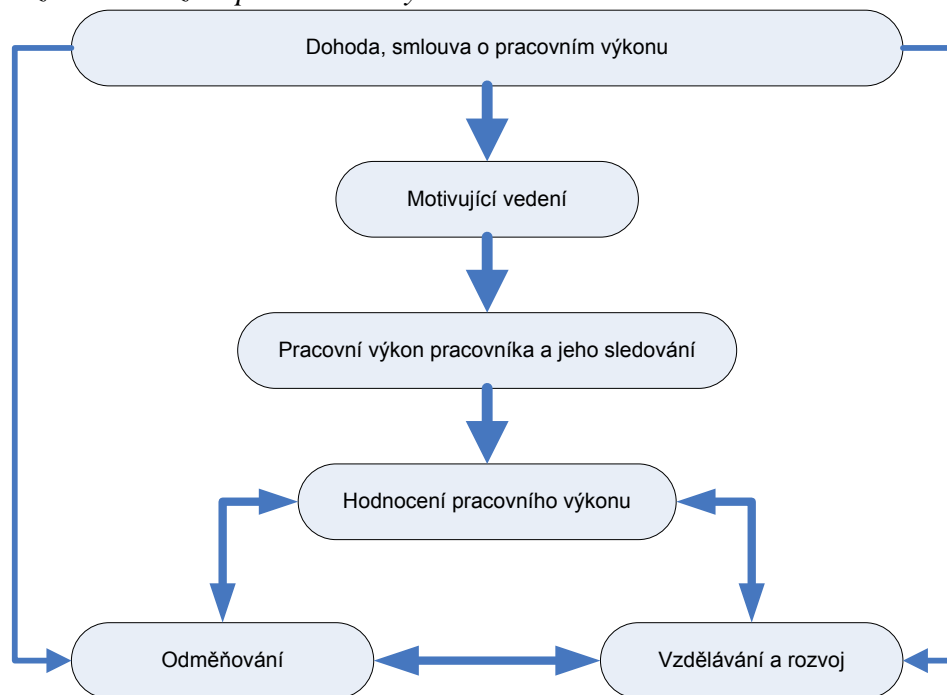 Dohoda, smlouva o pracovním výkonu
Motivující vedení
Pracovní výkon pracovníka a jeho sledování
Hodnocení pracovního výkonu
Odměňování
Vzdělávání a rozvoj